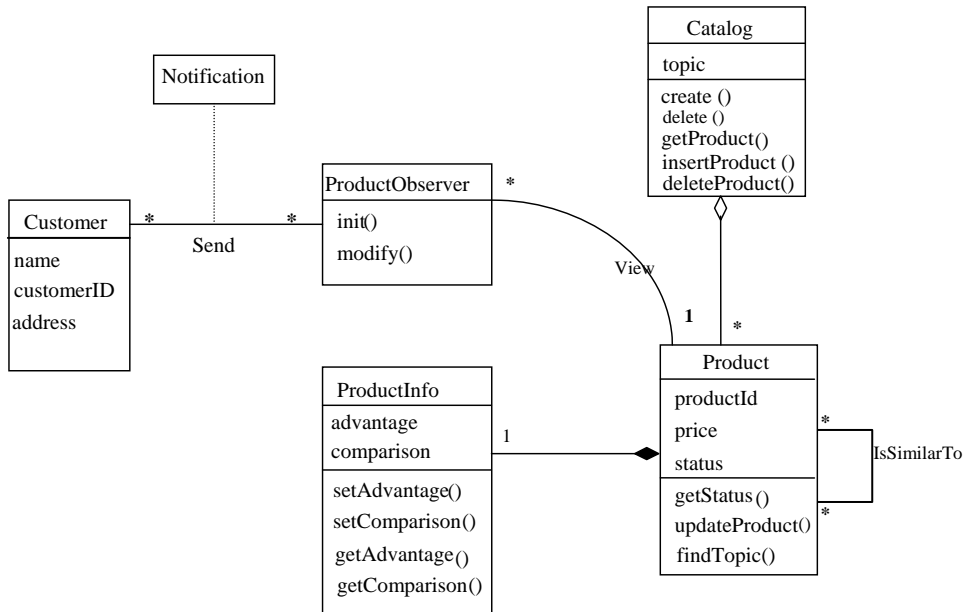 Catalog
topic
create ()
delete ()
getProduct()
insertProduct ()
deleteProduct()
Notification
ProductObserver
init()
modify()
*
Customer
name
customerID
address
*
*
Send
View
1
*
Product
productId
price
status
getStatus()
updateProduct()
findTopic()
*
*
IsSimilarTo
ProductInfo
advantage
comparison
setAdvantage()
setComparison()
getAdvantage()
getComparison()
1